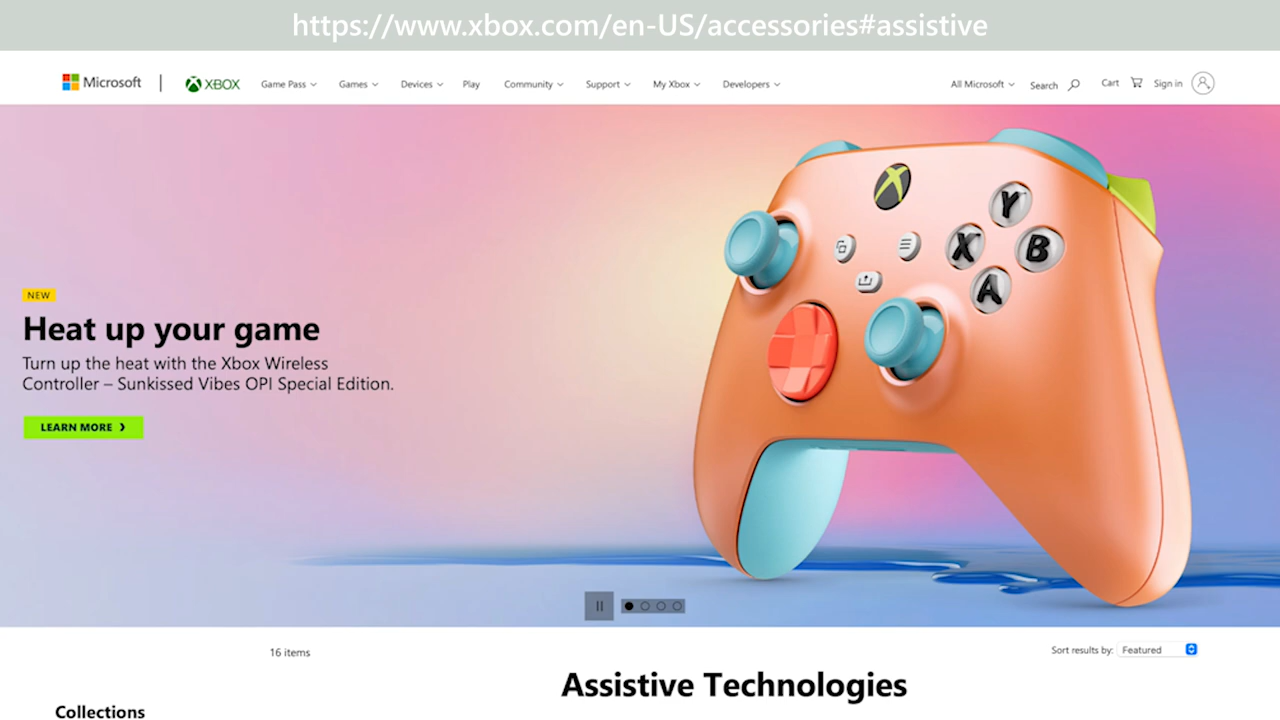 https://www.xbox.com/en-US/accessories#assistive
Microsoft XBOX Game Pass Games Devices Play Community Support My Xbox Developers All Microsoft Search Cart Sign in
NEW
Heat up your game
Turn up the heat with the Xbox Wireless
Controller – Sunkissed Vibes OPI Special Edition.
LEARN MORE
Y
X B
A
16 items
Sort results by: Featured
Assistive Technologies
Collections